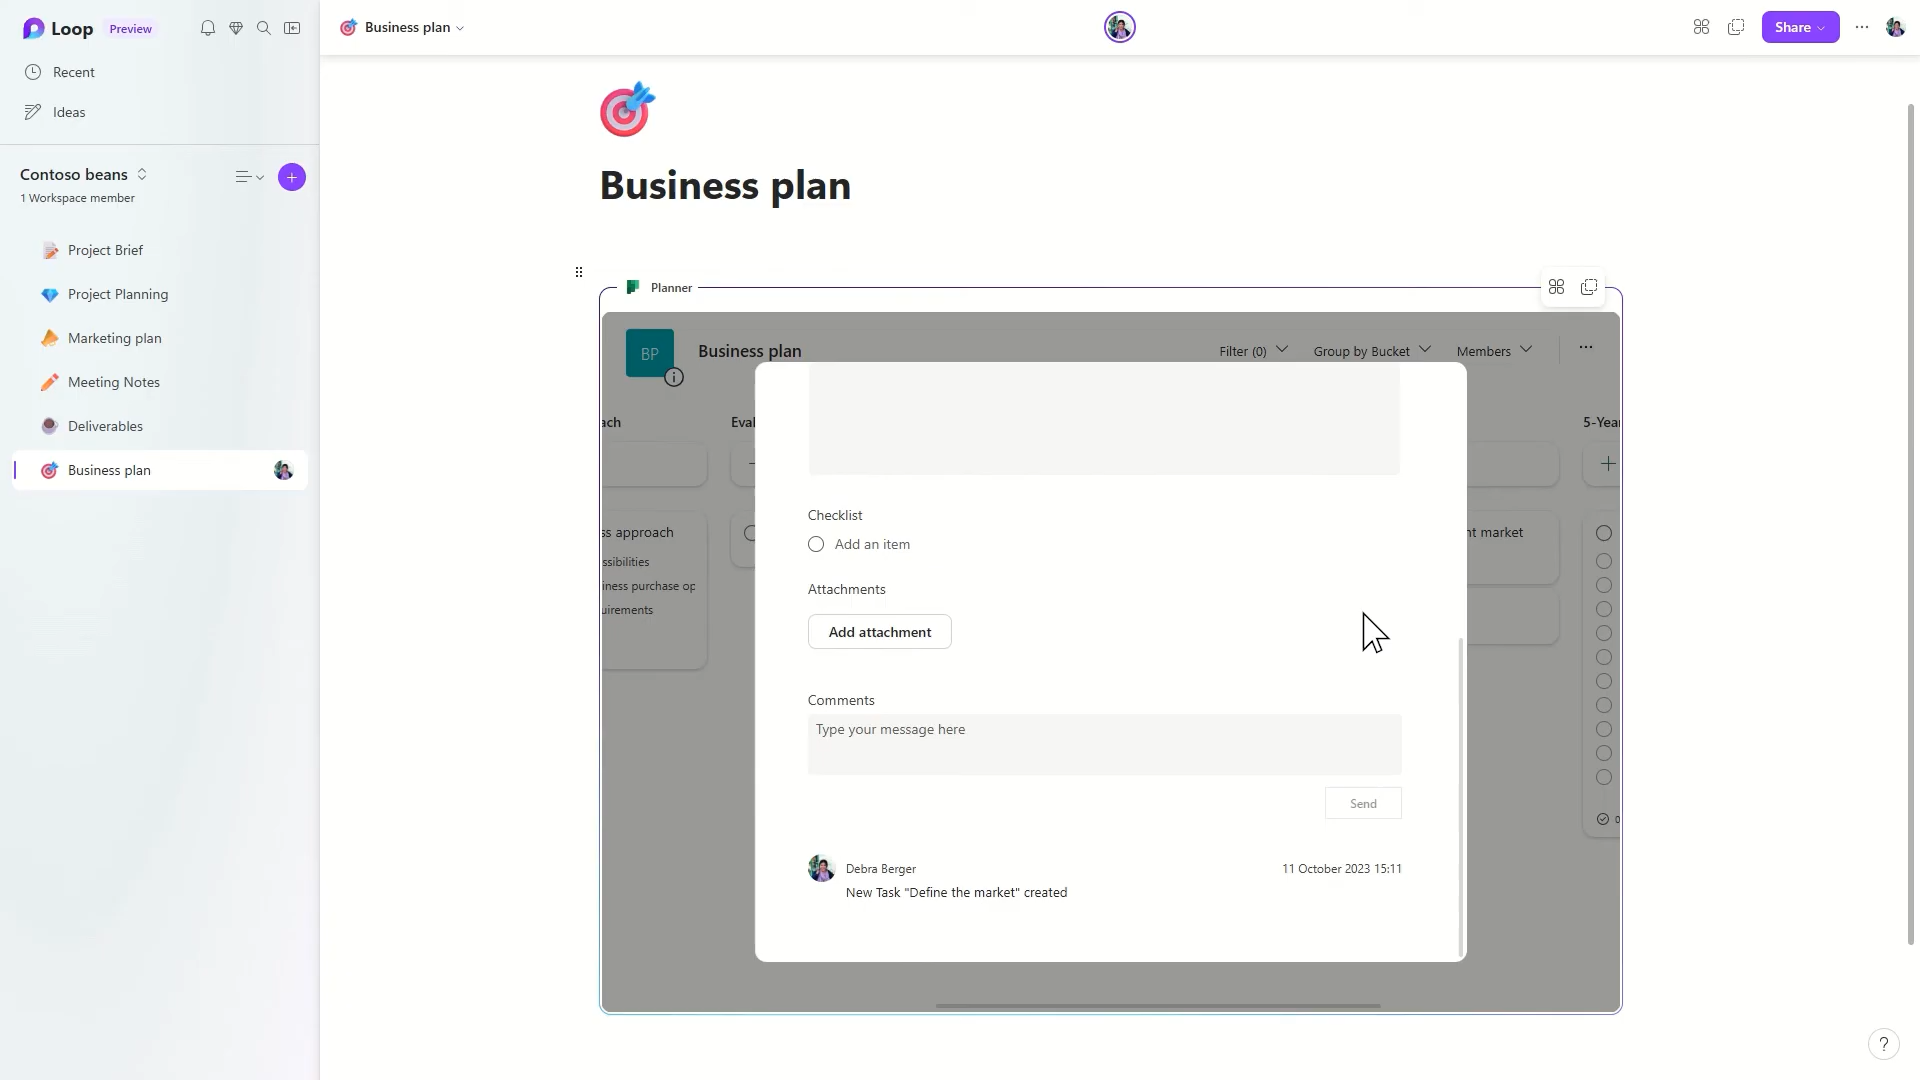 Loop Preview
Recent
Ideas
Contoso beans
1 Workspace member
Project Brief
Project Planning
Marketing plan
Meeting Notes
Deliverables
Business plan
Business plan
Share
Business plan
Planner
BP
Business plan
Filter (0)
Group by Bucket
Members
ach
Eval
5-Year
ss approach
ssibilities
iness purchase op
uirements
nt market
Checklist
Add an item
Attachments
Add attachment
Comments
Type your message here
Send
Debra Berger
11 October 2023 15:11
New Task "Define the market" created
?